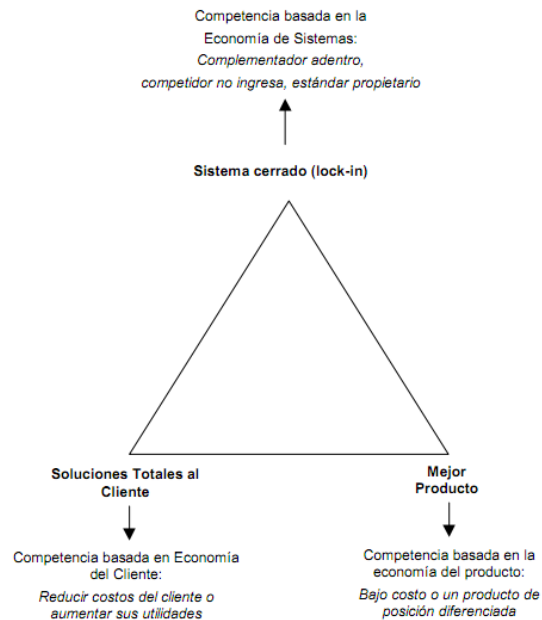 Competencia basada en la
Economía de Sistemas:
Complementador adentro,
competidor no ingresa, estándar propietario
Sistema cerrado (lock-in)
Soluciones Totales al
Cliente
Mejor
Producto
Competencia basada en Economía
del Cliente:
Reducir costos del cliente o
aumentar sus utilidades
Competencia basada en la
economía del producto:
Bajo costo o un producto de
posición diferenciada